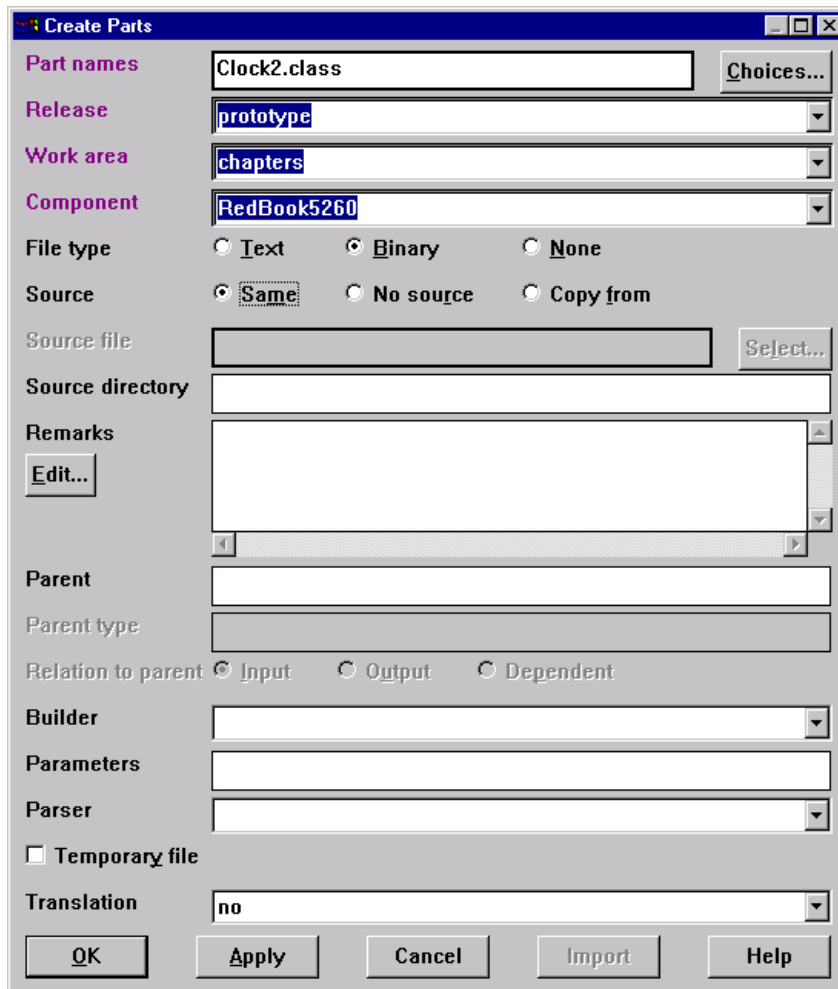 Create Parts
Part names Clock2.class Choices...
Release prototype
Work area chapters
Component RedBook5260
File type Text Binary None
Source Same No source Copy from
Source file Select...
Source directory
Remarks
Edit...
Parent
Parent type
Relation to parent Input Output Dependent
Builder
Parameters
Parser
Temporary file
Translation no
OK Apply Cancel Import Help